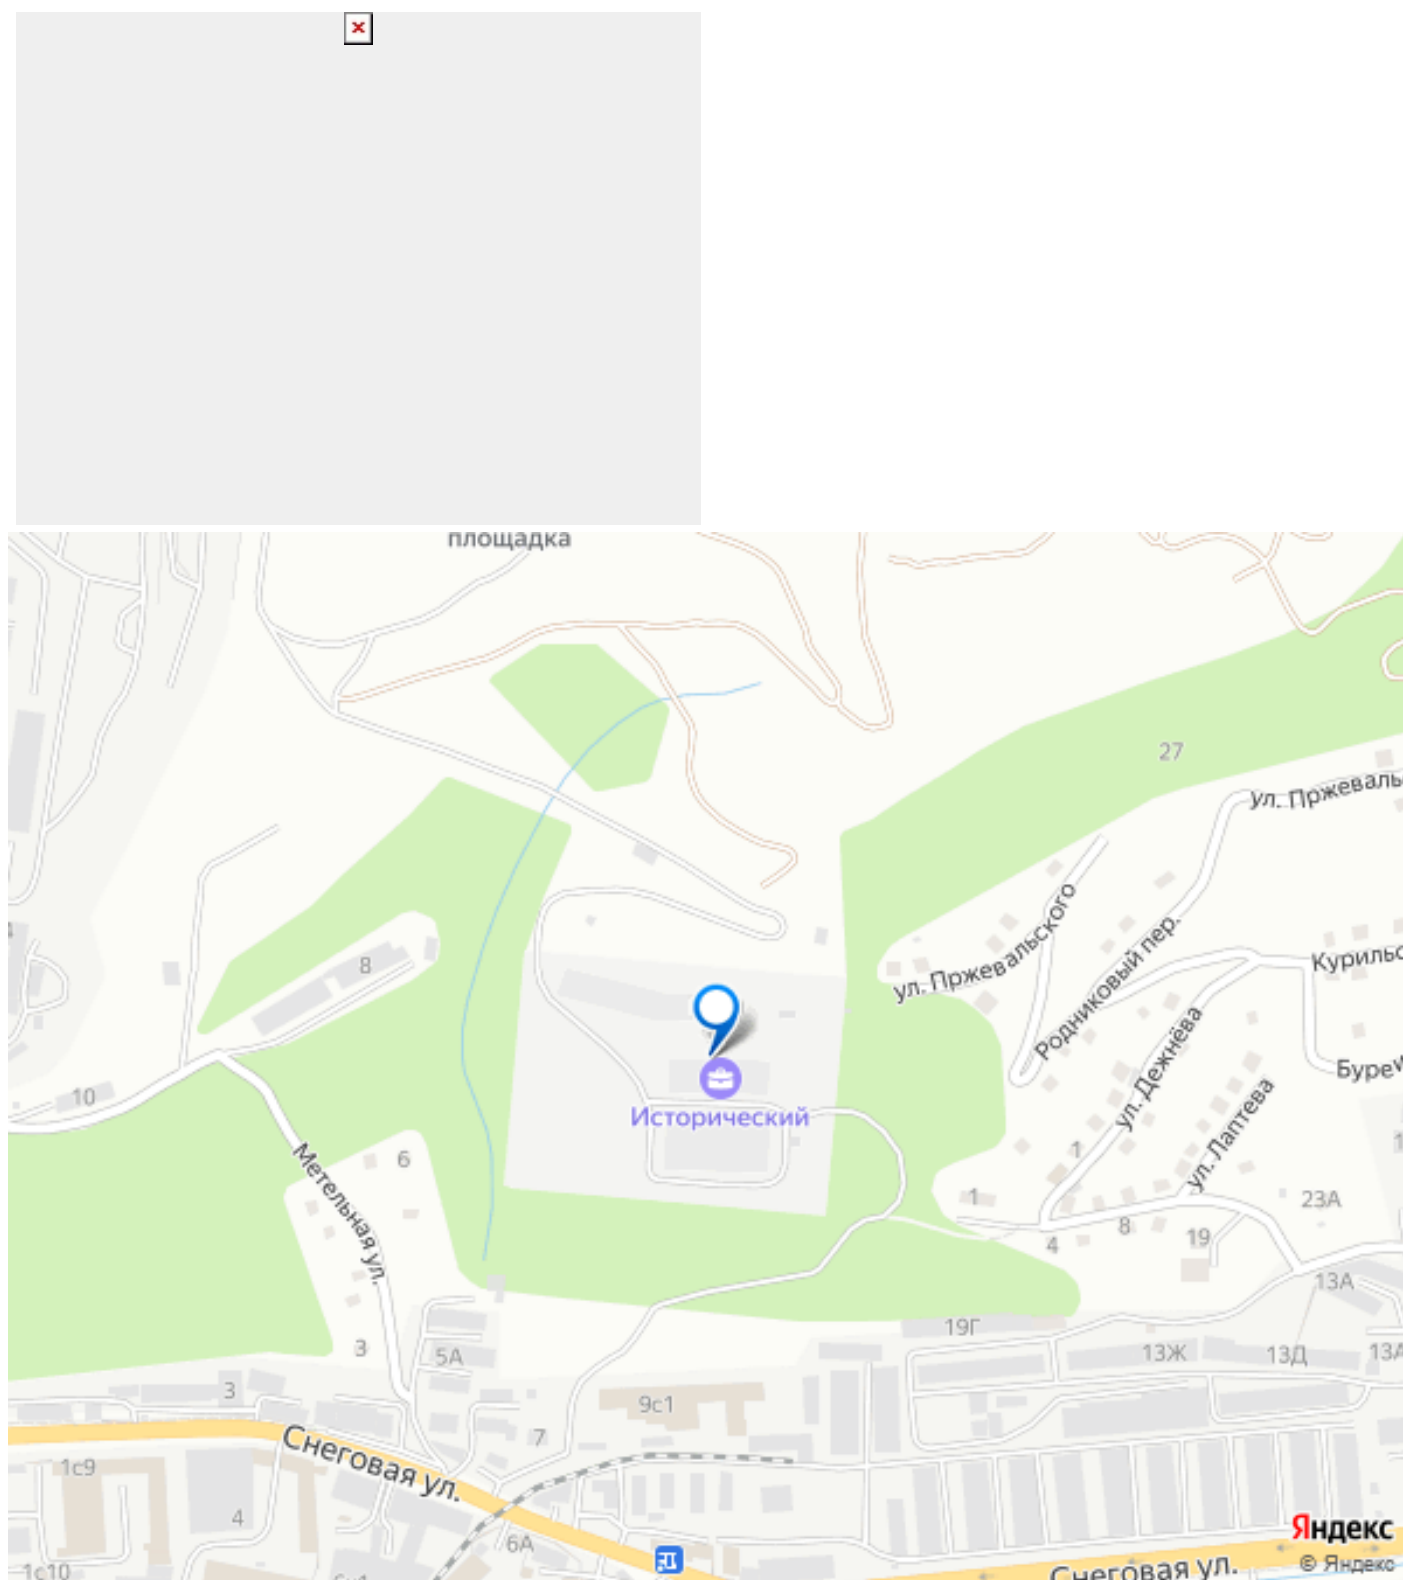 площадка
27
ул. Пржеваль
ул. Пржевальского
Родниковый пер.
Курильс
8
ул. Дежнёва
Буре
10
ул. Лаптева
Исторический
Метельная ул.
6
1
1
23А
8
4
19
13А
19Г
3
5А
13Ж
13Д
13А
3
9с1
7
Снеговая ул.
1с9
4
6А
Яндекс
© Яндекс
1с10
Снеговая ул.